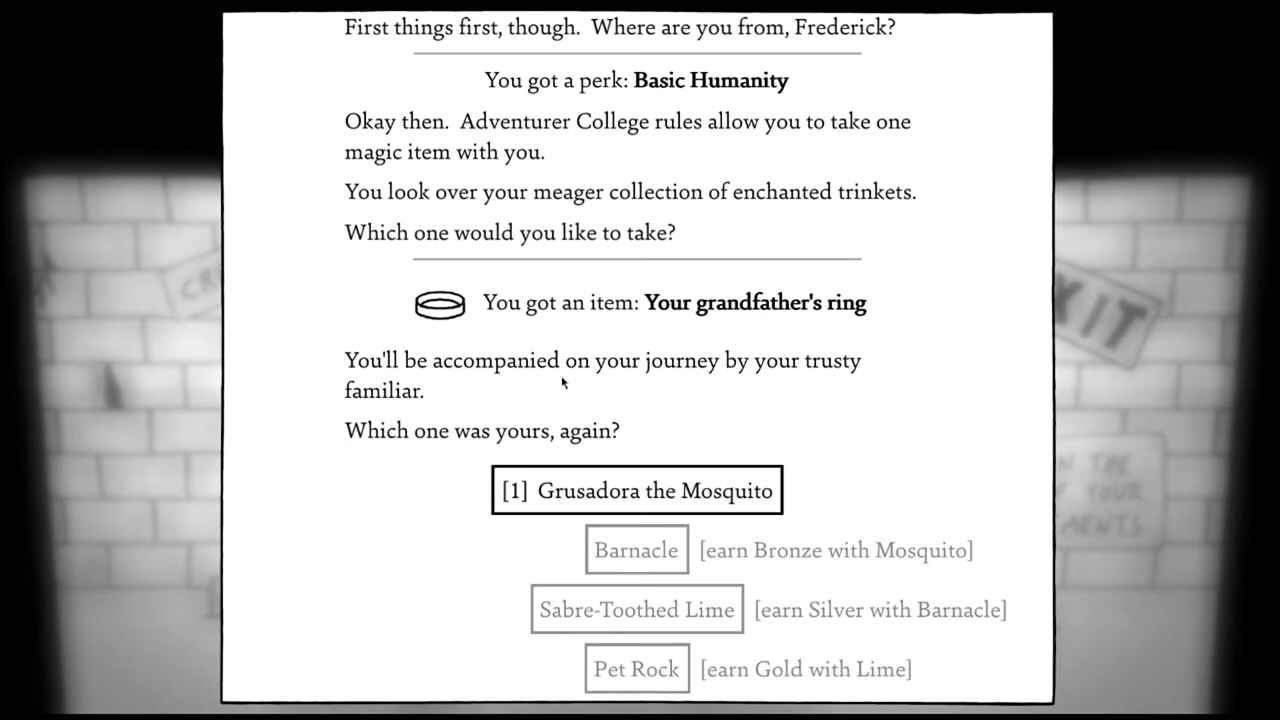 First things first, though.  Where are you from, Frederick?
You got a perk: Basic Humanity
Okay then.  Adventurer College rules allow you to take one
magic item with you.
You look over your meager collection of enchanted trinkets.
Which one would you like to take?
You got an item: Your grandfather's ring
You'll be accompanied on your journey by your trusty
familiar.
Which one was yours, again?
[1]  Grusadora the Mosquito
Barnacle [earn Bronze with Mosquito]
Sabre-Toothed Lime [earn Silver with Barnacle]
Pet Rock [earn Gold with Lime]